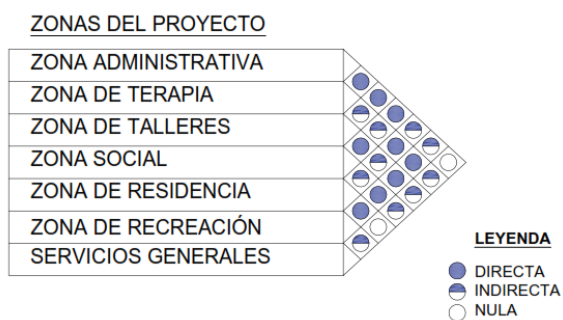 ZONAS DEL PROYECTO
ZONA ADMINISTRATIVA
ZONA DE TERAPIA
ZONA DE TALLERES
ZONA SOCIAL
ZONA DE RESIDENCIA
ZONA DE RECREACIÓN
SERVICIOS GENERALES
LEYENDA
DIRECTA
INDIRECTA
NULA